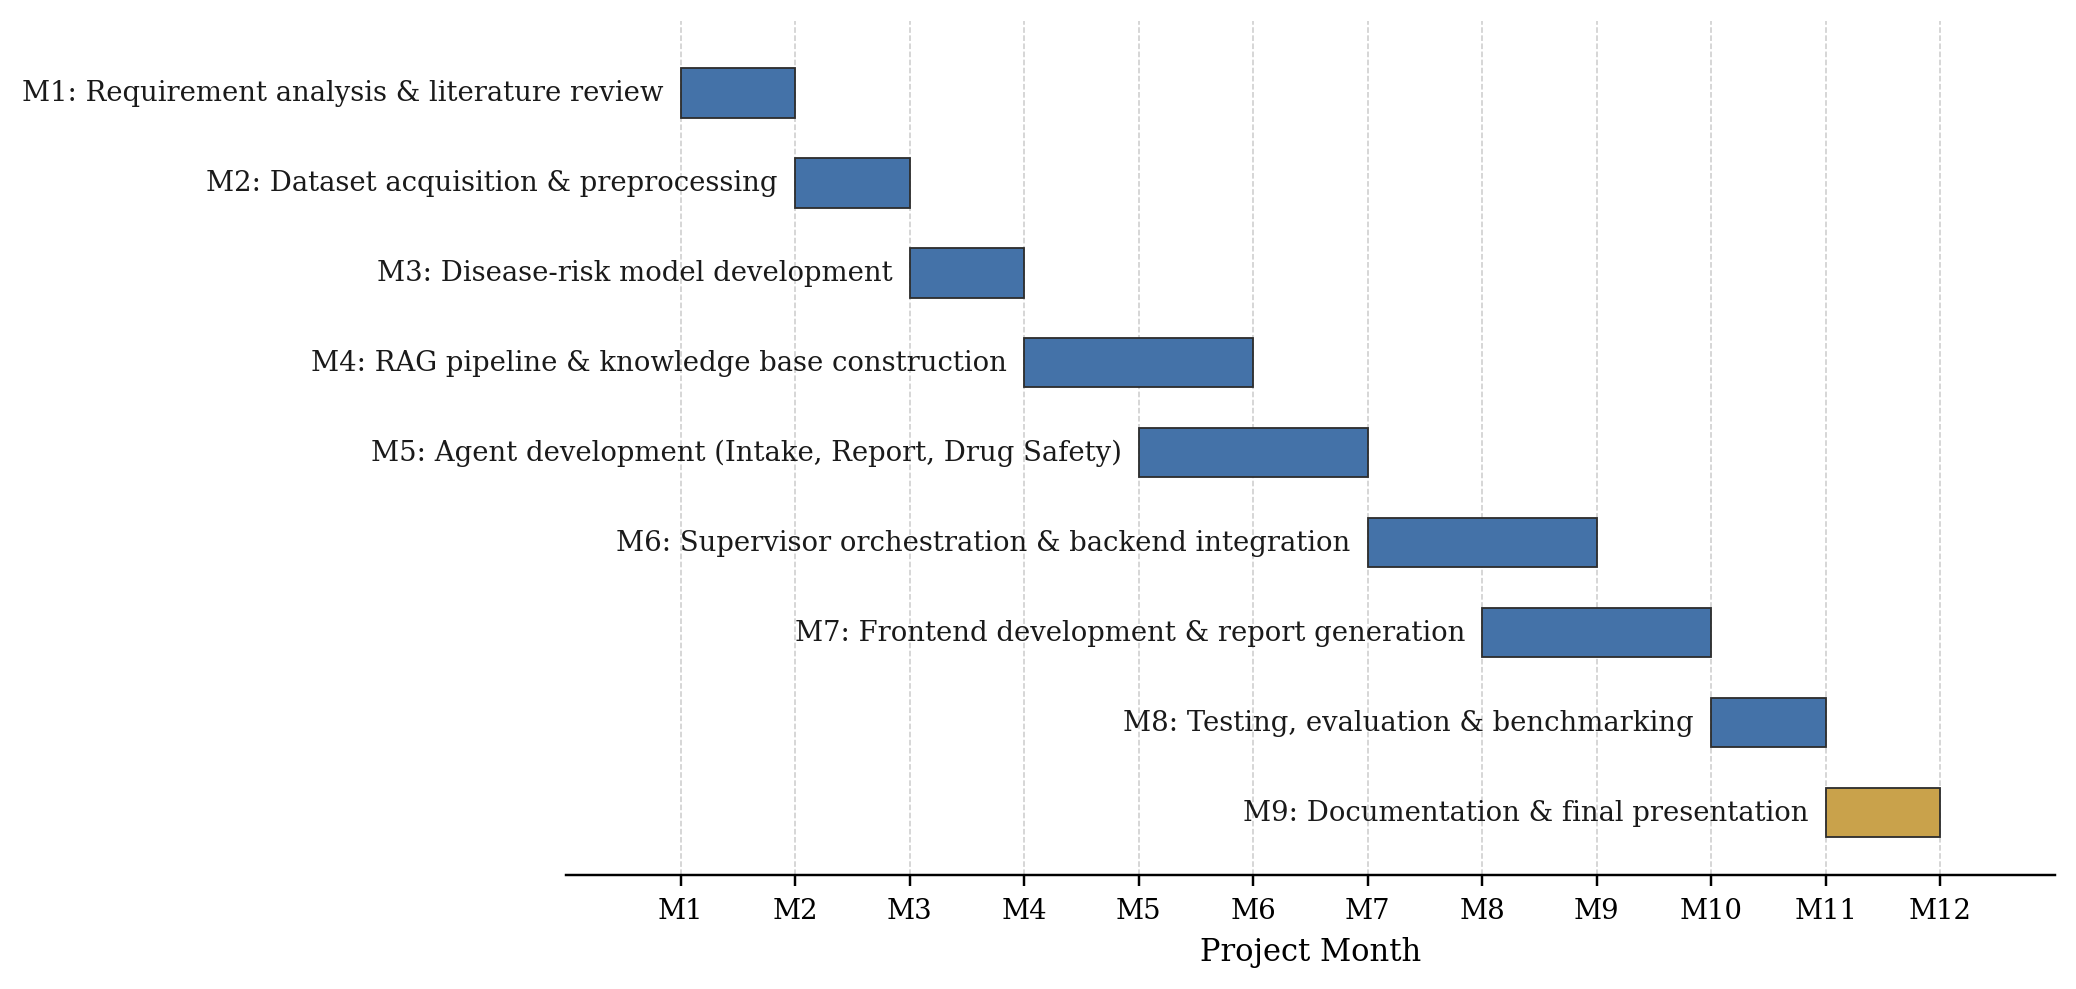 M1: Requirement analysis & literature review
M2: Dataset acquisition & preprocessing
M3: Disease-risk model development
M4: RAG pipeline & knowledge base construction
M5: Agent development (Intake, Report, Drug Safety)
M6: Supervisor orchestration & backend integration
M7: Frontend development & report generation
M8: Testing, evaluation & benchmarking
M9: Documentation & final presentation
M1 M2 M3 M4 M5 M6 M7 M8 M9 M10 M11 M12
Project Month